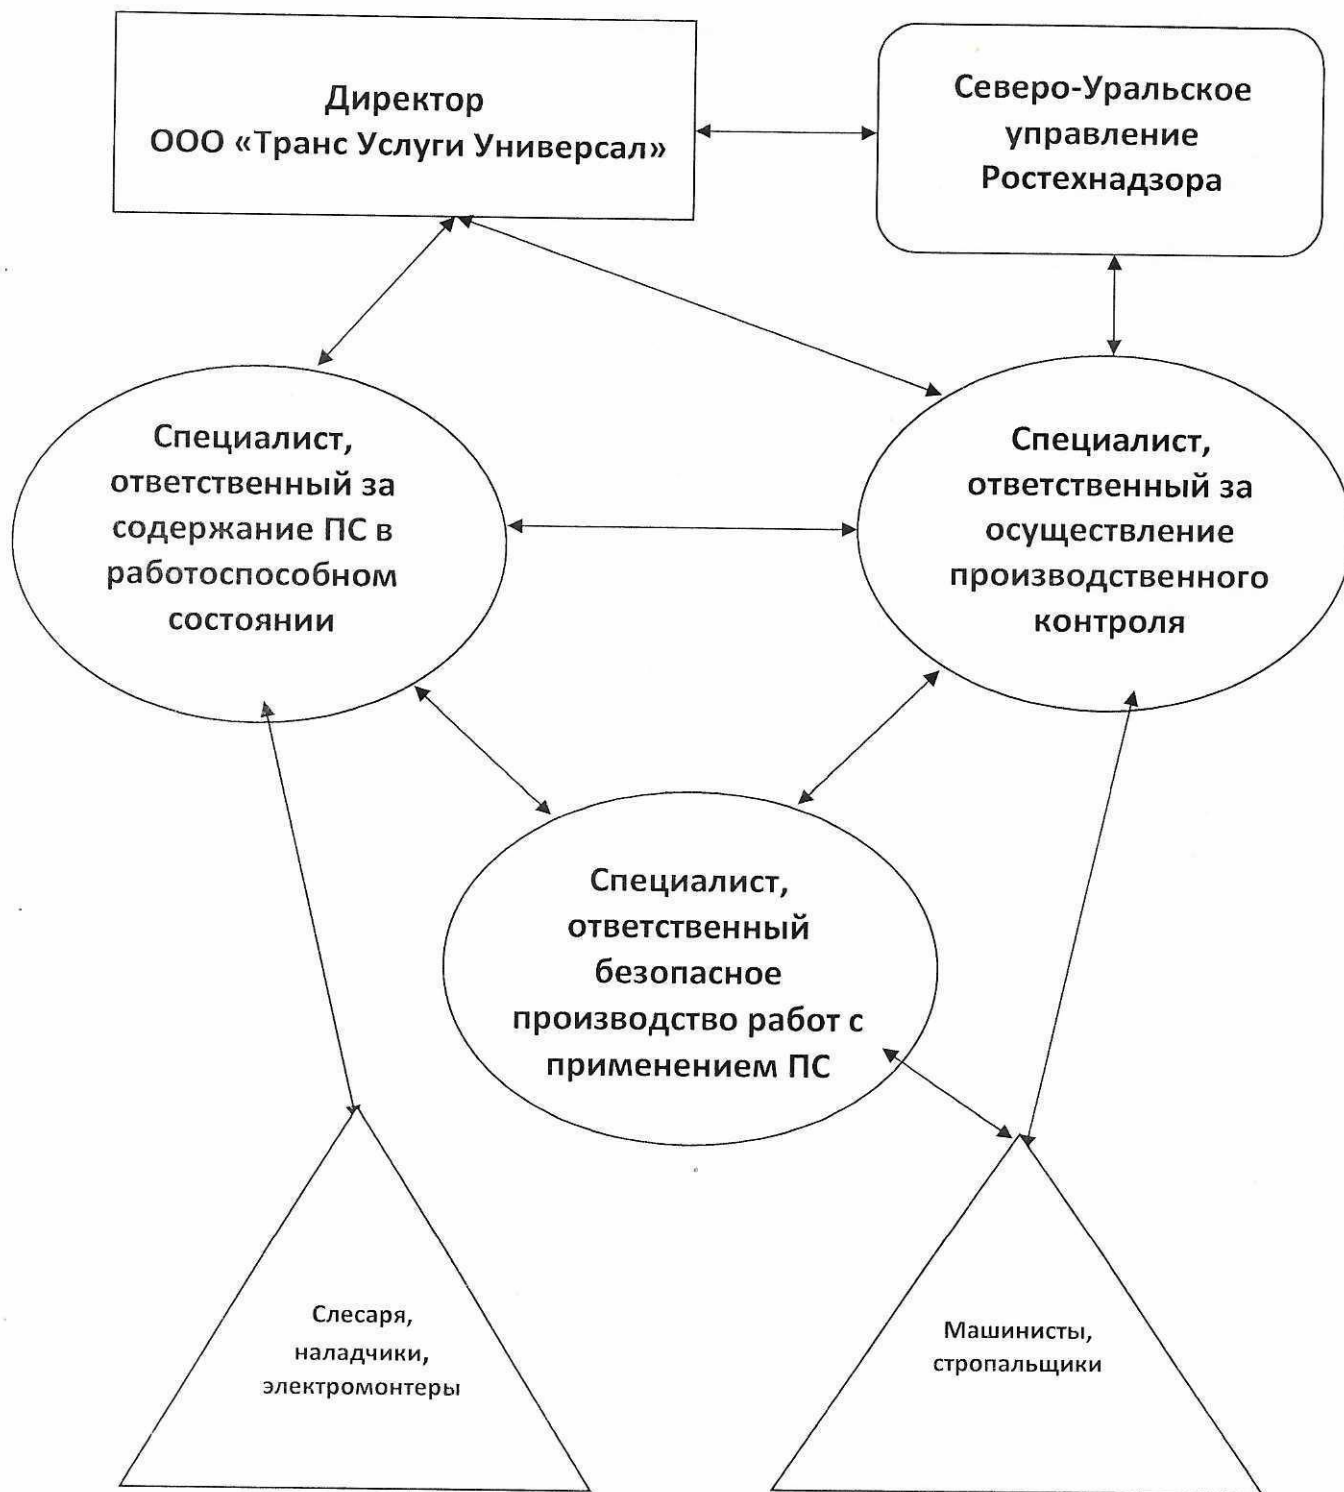 Директор
ООО «Транс Услуги Универсал»
Северо-Уральское
управление
Ростехнадзора
Специалист,
ответственный за
содержание ПС в
работоспособном
состоянии
Специалист,
ответственный за
осуществление
производственного
контроля
Специалист,
ответственный
безопасное
производство работ с
применением ПС
Слесаря,
наладчики,
электромонтеры
Машинисты,
стропальщики